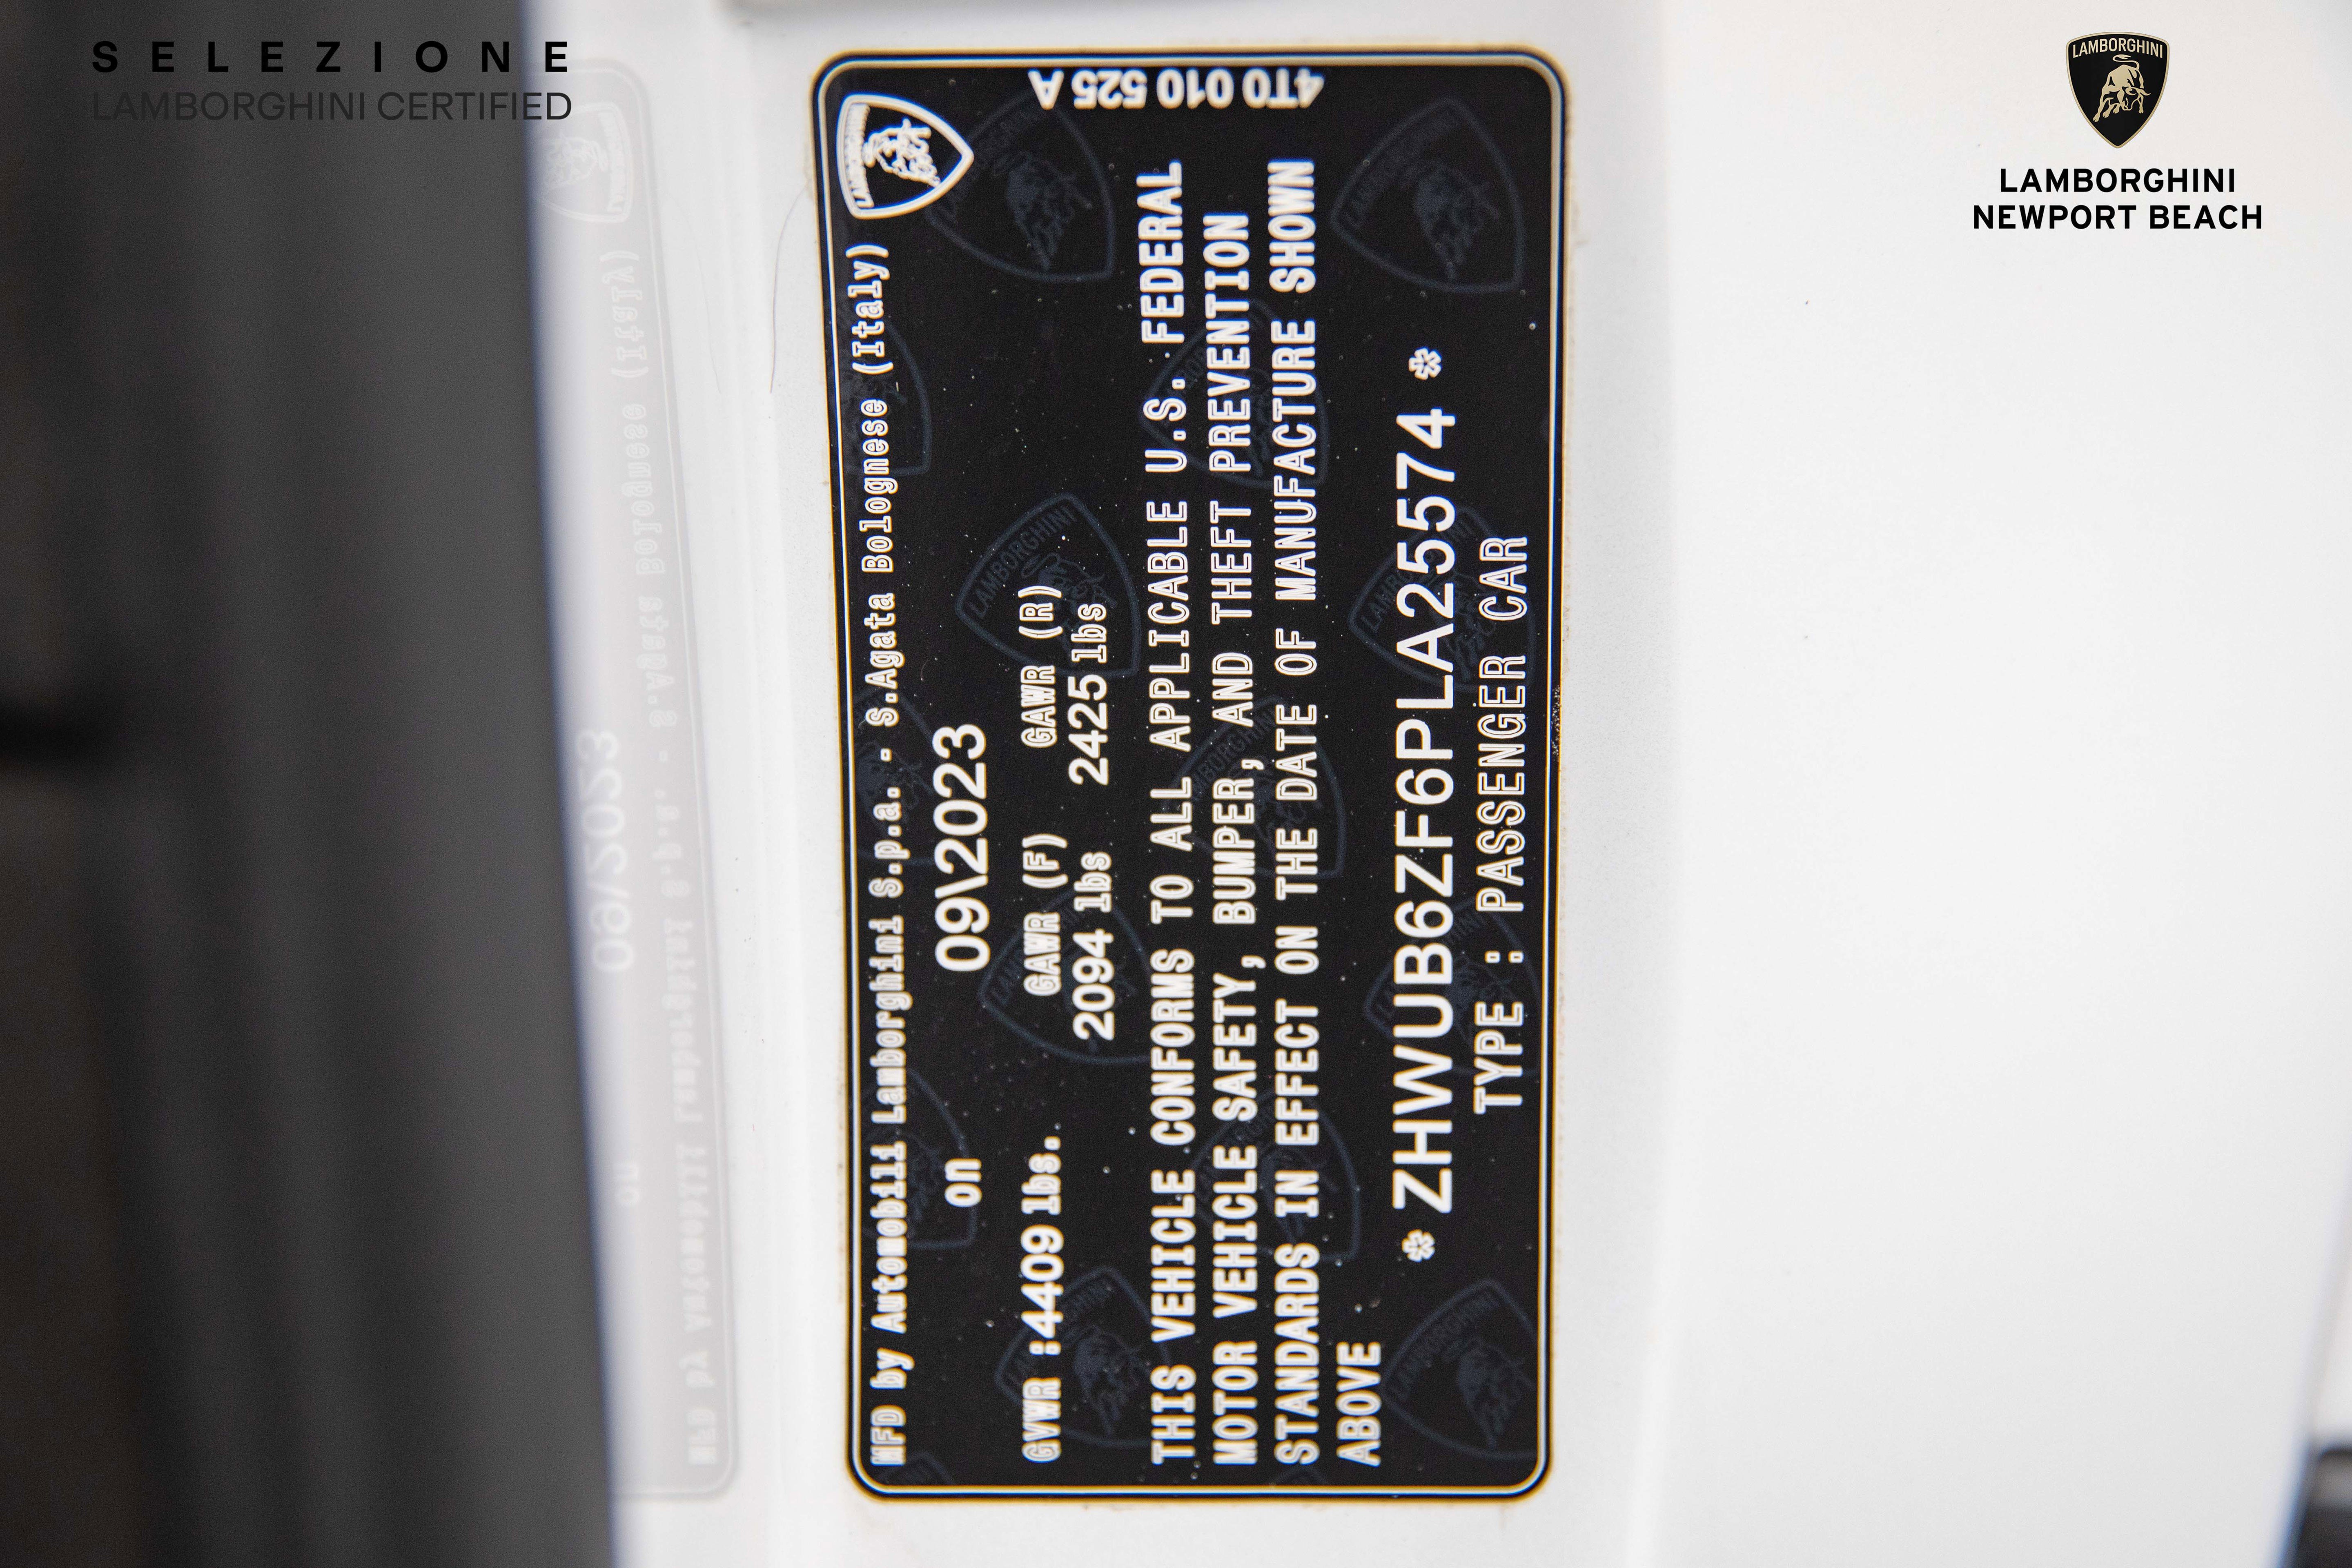 SELEZIONE
LAMBORGHINI CERTIFIED
LAMBORGHINI
LAMBORGHINI
NEWPORT BEACH
4T0 010 525 A
LAMBORGHINI
MFD by Automobili Lamborghini S.p.a. - S.Agata Bolognese (Italy)
on 09\2023
GVWR :4409 lbs. GAWR (F) GAWR (R)
2094 lbs 2425 lbs
THIS VEHICLE CONFORMS TO ALL APPLICABLE U.S. FEDERAL
MOTOR VEHICLE SAFETY, BUMPER, AND THEFT PREVENTION
STANDARDS IN EFFECT ON THE DATE OF MANUFACTURE SHOWN
ABOVE
* ZHWUB6ZF6PLA25574 *
TYPE : PASSENGER CAR